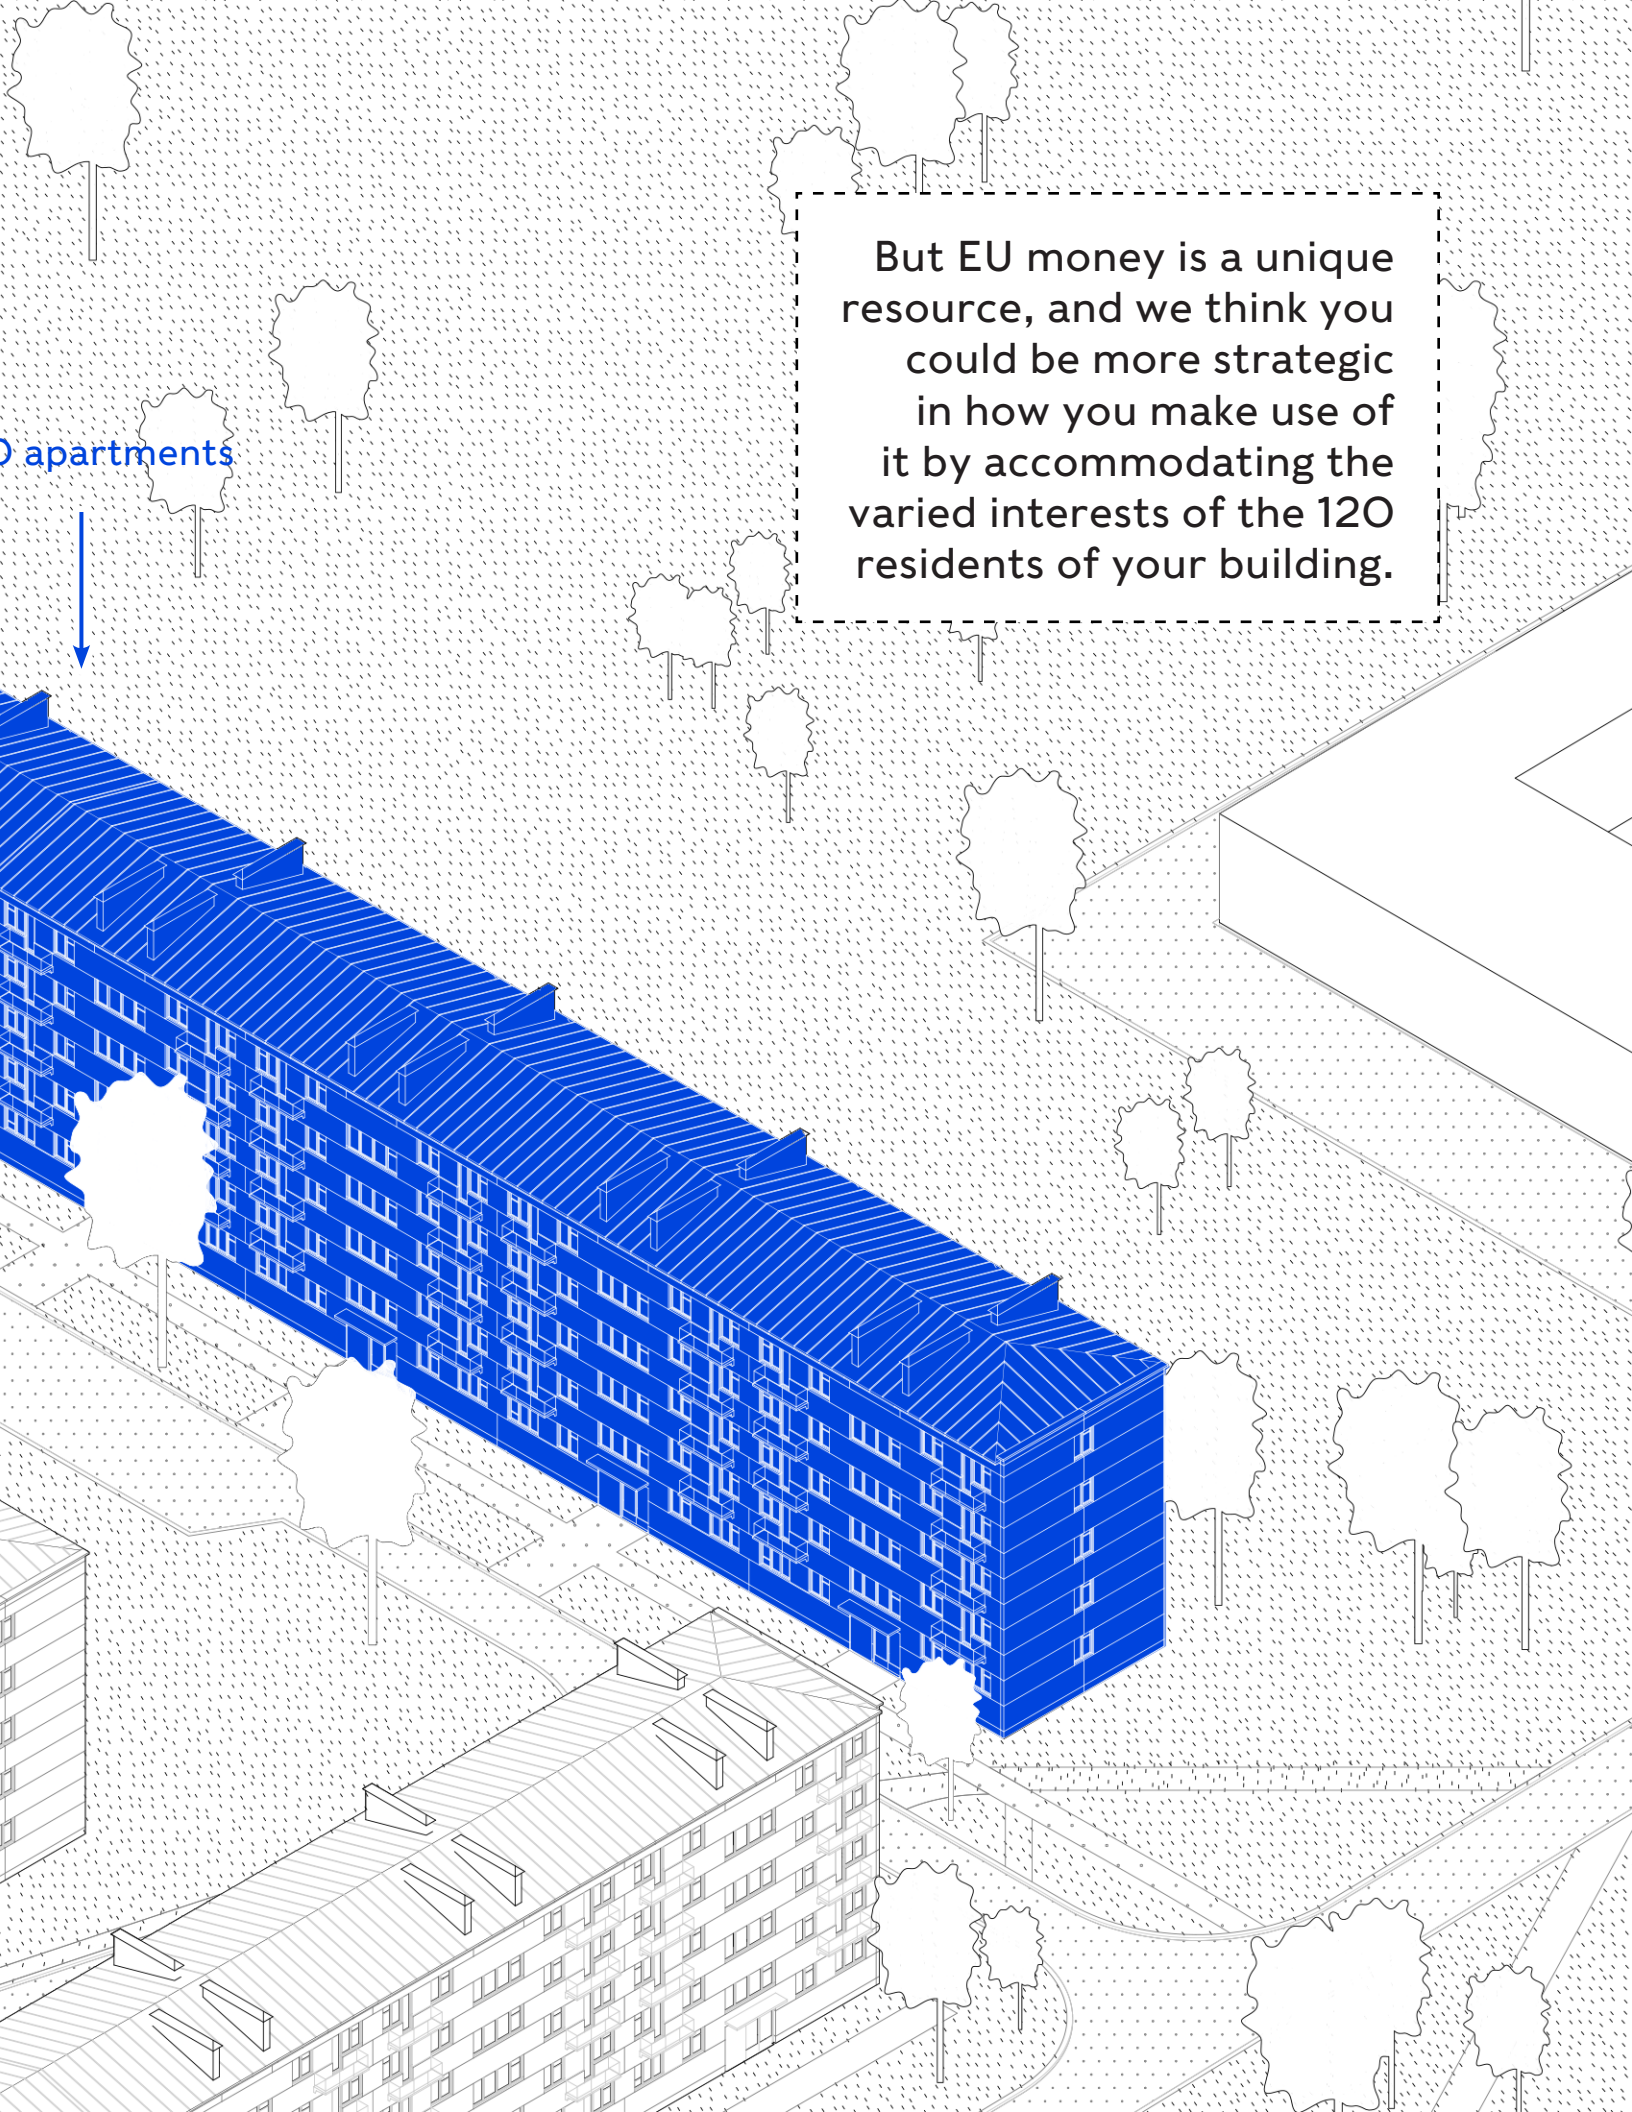 But EU money is a unique
resource, and we think you
could be more strategic
in how you make use of
it by accommodating the
varied interests of the 120
residents of your building.
apartments